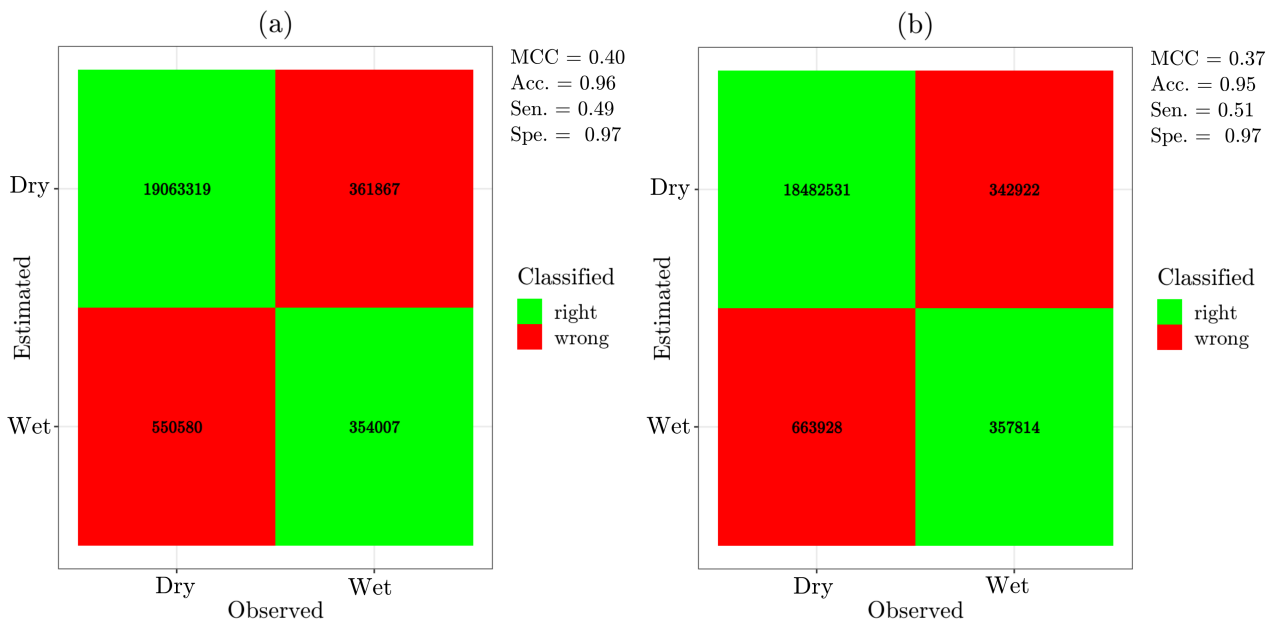 (a)
MCC = 0.40
Acc. = 0.96
Sen. = 0.49
Spe. = 0.97
Dry
19063319
361867
Estimated
Wet
550580
354007
Dry
Wet
Observed
Classified
right
wrong
(b)
MCC = 0.37
Acc. = 0.95
Sen. = 0.51
Spe. = 0.97
Dry
18482531
342922
Estimated
Wet
663928
357814
Dry
Wet
Observed
Classified
right
wrong